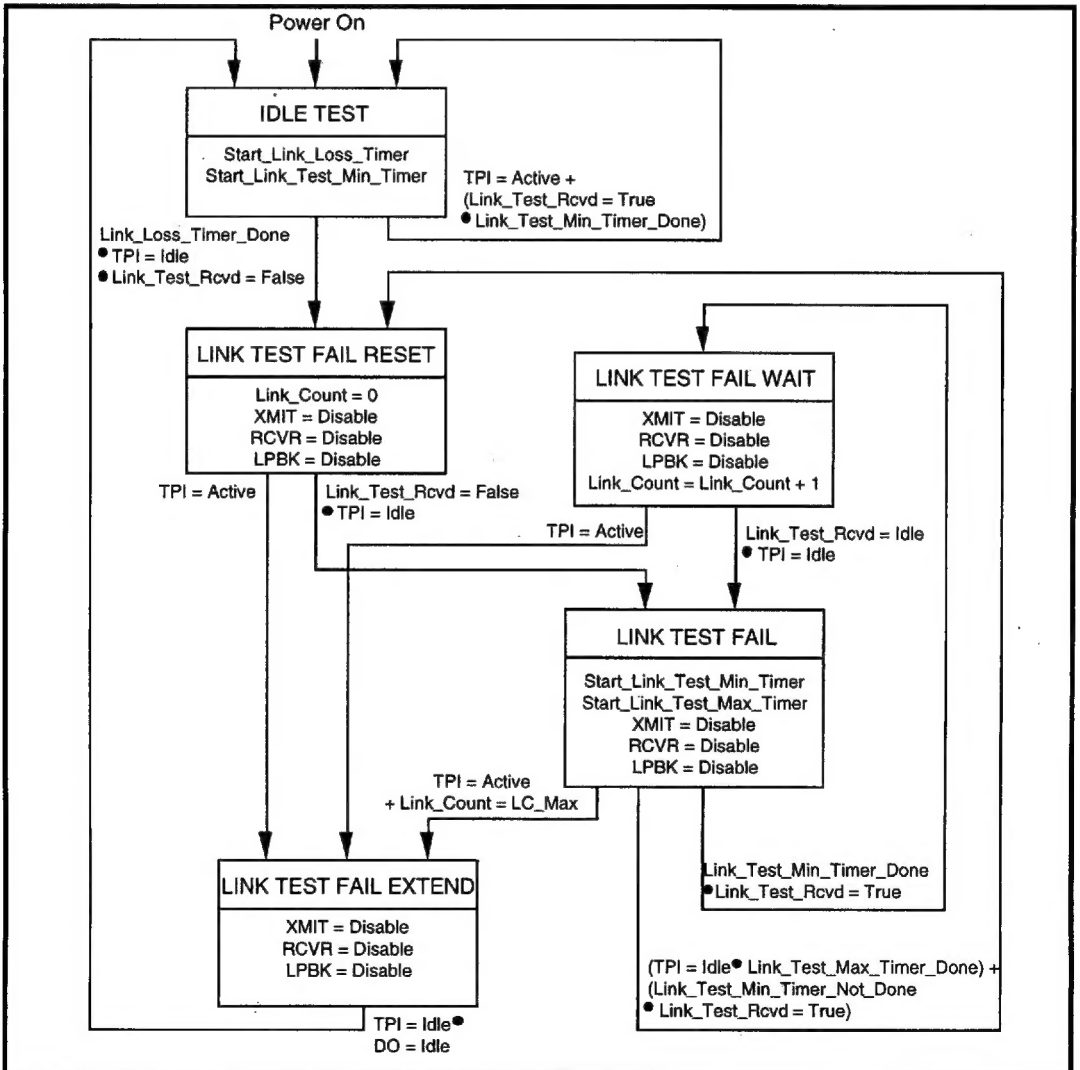 Power On
IDLE TEST
Start_Link_Loss_Timer
Start_Link_Test_Min_Timer
TPI = Active +
(Link_Test_Rcvd = True
● Link_Test_Min_Timer_Done)
Link_Loss_Timer_Done
● TPI = Idle
● Link_Test_Rcvd = False
LINK TEST FAIL RESET
Link_Count = 0
XMIT = Disable
RCVR = Disable
LPBK = Disable
LINK TEST FAIL WAIT
XMIT = Disable
RCVR = Disable
LPBK = Disable
Link_Count = Link_Count + 1
TPI = Active
Link_Test_Rcvd = False
● TPI = Idle
TPI = Active
Link_Test_Rcvd = Idle
● TPI = Idle
LINK TEST FAIL
Start_Link_Test_Min_Timer
Start_Link_Test_Max_Timer
XMIT = Disable
RCVR = Disable
LPBK = Disable
TPI = Active
+ Link_Count = LC_Max
LINK TEST FAIL EXTEND
XMIT = Disable
RCVR = Disable
LPBK = Disable
Link_Test_Min_Timer_Done
● Link_Test_Rcvd = True
(TPI = Idle ● Link_Test_Max_Timer_Done) +
(Link_Test_Min_Timer_Not_Done
● Link_Test_Rcvd = True)
TPI = Idle ●
DO = Idle